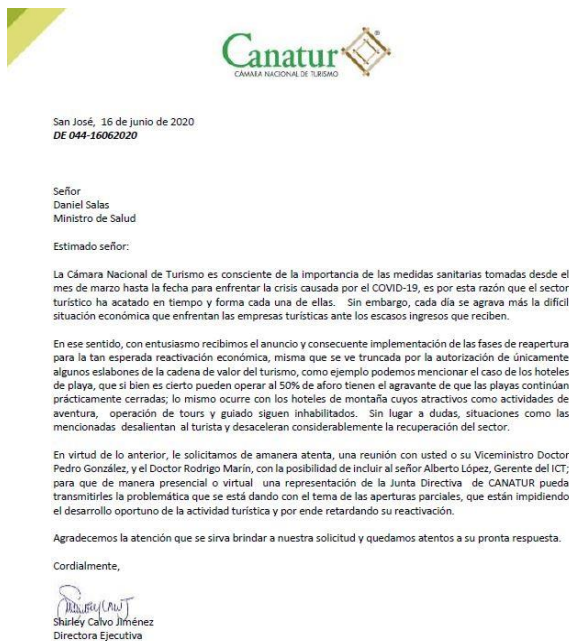 Canatur
CÁMARA NACIONAL DE TURISMO
San José, 16 de junio de 2020
DE 044-16062020
Señor
Daniel Salas
Ministro de Salud
Estimado señor:
La Cámara Nacional de Turismo es consciente de la importancia de las medidas sanitarias tomadas desde el
mes de marzo hasta la fecha para enfrentar la crisis causada por el COVID-19, es por esta razón que el sector
turístico ha acatado en tiempo y forma cada una de ellas. Sin embargo, cada día se agrava más la difícil
situación económica que enfrentan las empresas turísticas ante los escasos ingresos que reciben.
En ese sentido, con entusiasmo recibimos el anuncio y consecuente implementación de las fases de reapertura
para la tan esperada reactivación económica, misma que se ve truncada por la autorización de únicamente
algunos eslabones de la cadena de valor del turismo, como ejemplo podemos mencionar el caso de los hoteles
de playa, que si bien es cierto pueden operar al 50% de aforo tienen el agravante de que las playas continúan
prácticamente cerradas; lo mismo ocurre con los hoteles de montaña cuyos atractivos como actividades de
aventura, operación de tours y guiado siguen inhabilitados. Sin lugar a dudas, situaciones como las
mencionadas desalientan al turista y desaceleran considerablemente la recuperación del sector.
En virtud de lo anterior, le solicitamos de amanera atenta, una reunión con usted o su Viceministro Doctor
Pedro González, y el Doctor Rodrigo Marín, con la posibilidad de incluir al señor Alberto López, Gerente del ICT;
para que de manera presencial o virtual una representación de la Junta Directiva de CANATUR pueda
transmitirles la problemática que se está dando con el tema de las aperturas parciales, que están impidiendo
el desarrollo oportuno de la actividad turística y por ende retardando su reactivación.
Agradecemos la atención que se sirva brindar a nuestra solicitud y quedamos atentos a su pronta respuesta.
Cordialmente,
Shirley Calvo Jiménez
Directora Ejecutiva